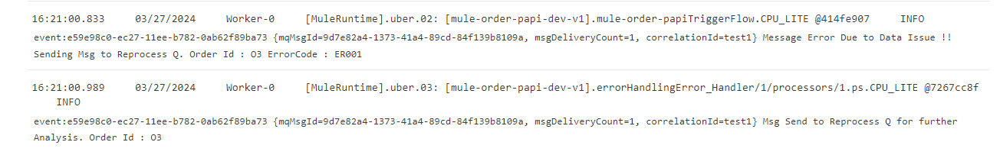 16:21:00.833 03/27/2024 Worker-0 [MuleRuntime].uber.02: [mule-order-papi-dev-v1].mule-order-papiTriggerFlow.CPU_LITE @414fe907 INFO
event:e59e98c0-ec27-11ee-b782-0ab62f89ba73 {mqMsgId=9d7e82a4-1373-41a4-89cd-84f139b8109a, msgDeliveryCount=1, correlationId=test1} Message Error Due to Data Issue !!
Sending Msg to Reprocess Q. Order Id : O3 ErrorCode : ER001
16:21:00.989 03/27/2024 Worker-0 [MuleRuntime].uber.03: [mule-order-papi-dev-v1].errorHandlingError_Handler/1/processors/1.ps.CPU_LITE @7267cc8f
INFO
event:e59e98c0-ec27-11ee-b782-0ab62f89ba73 {mqMsgId=9d7e82a4-1373-41a4-89cd-84f139b8109a, msgDeliveryCount=1, correlationId=test1} Msg Send to Reprocess Q for further
Analysis. Order Id : O3